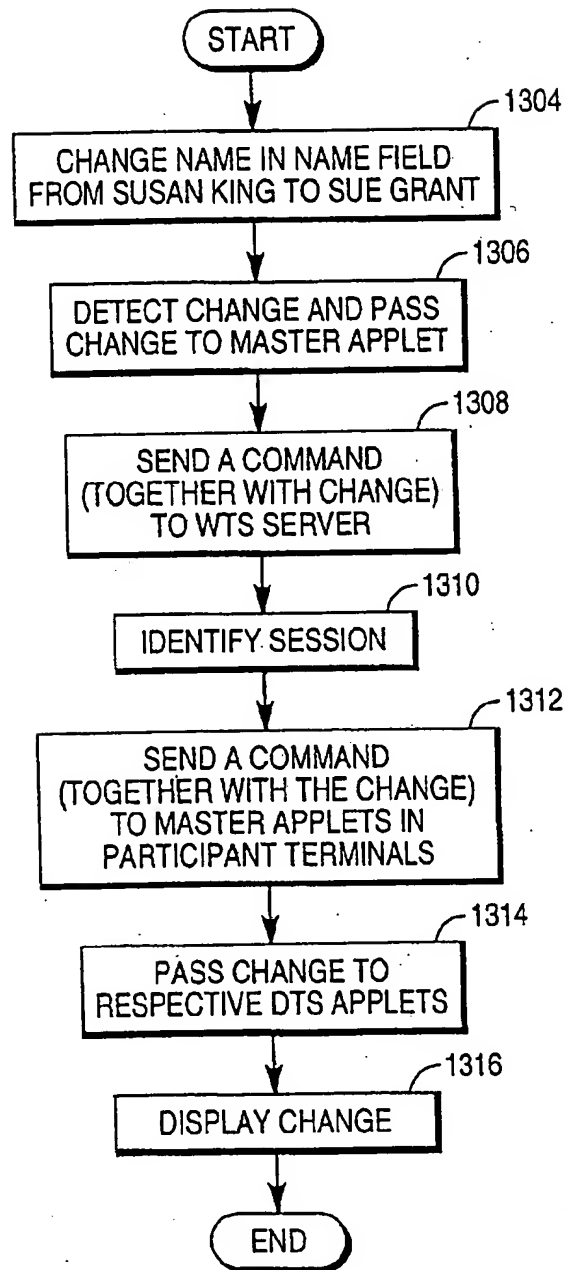 START
1304
CHANGE NAME IN NAME FIELD
FROM SUSAN KING TO SUE GRANT
1306
DETECT CHANGE AND PASS
CHANGE TO MASTER APPLET
1308
SEND A COMMAND
(TOGETHER WITH CHANGE)
TO WTS SERVER
1310
IDENTIFY SESSION
1312
SEND A COMMAND
(TOGETHER WITH THE CHANGE)
TO MASTER APPLETS IN
PARTICIPANT TERMINALS
1314
PASS CHANGE TO
RESPECTIVE DTS APPLETS
1316
DISPLAY CHANGE
END